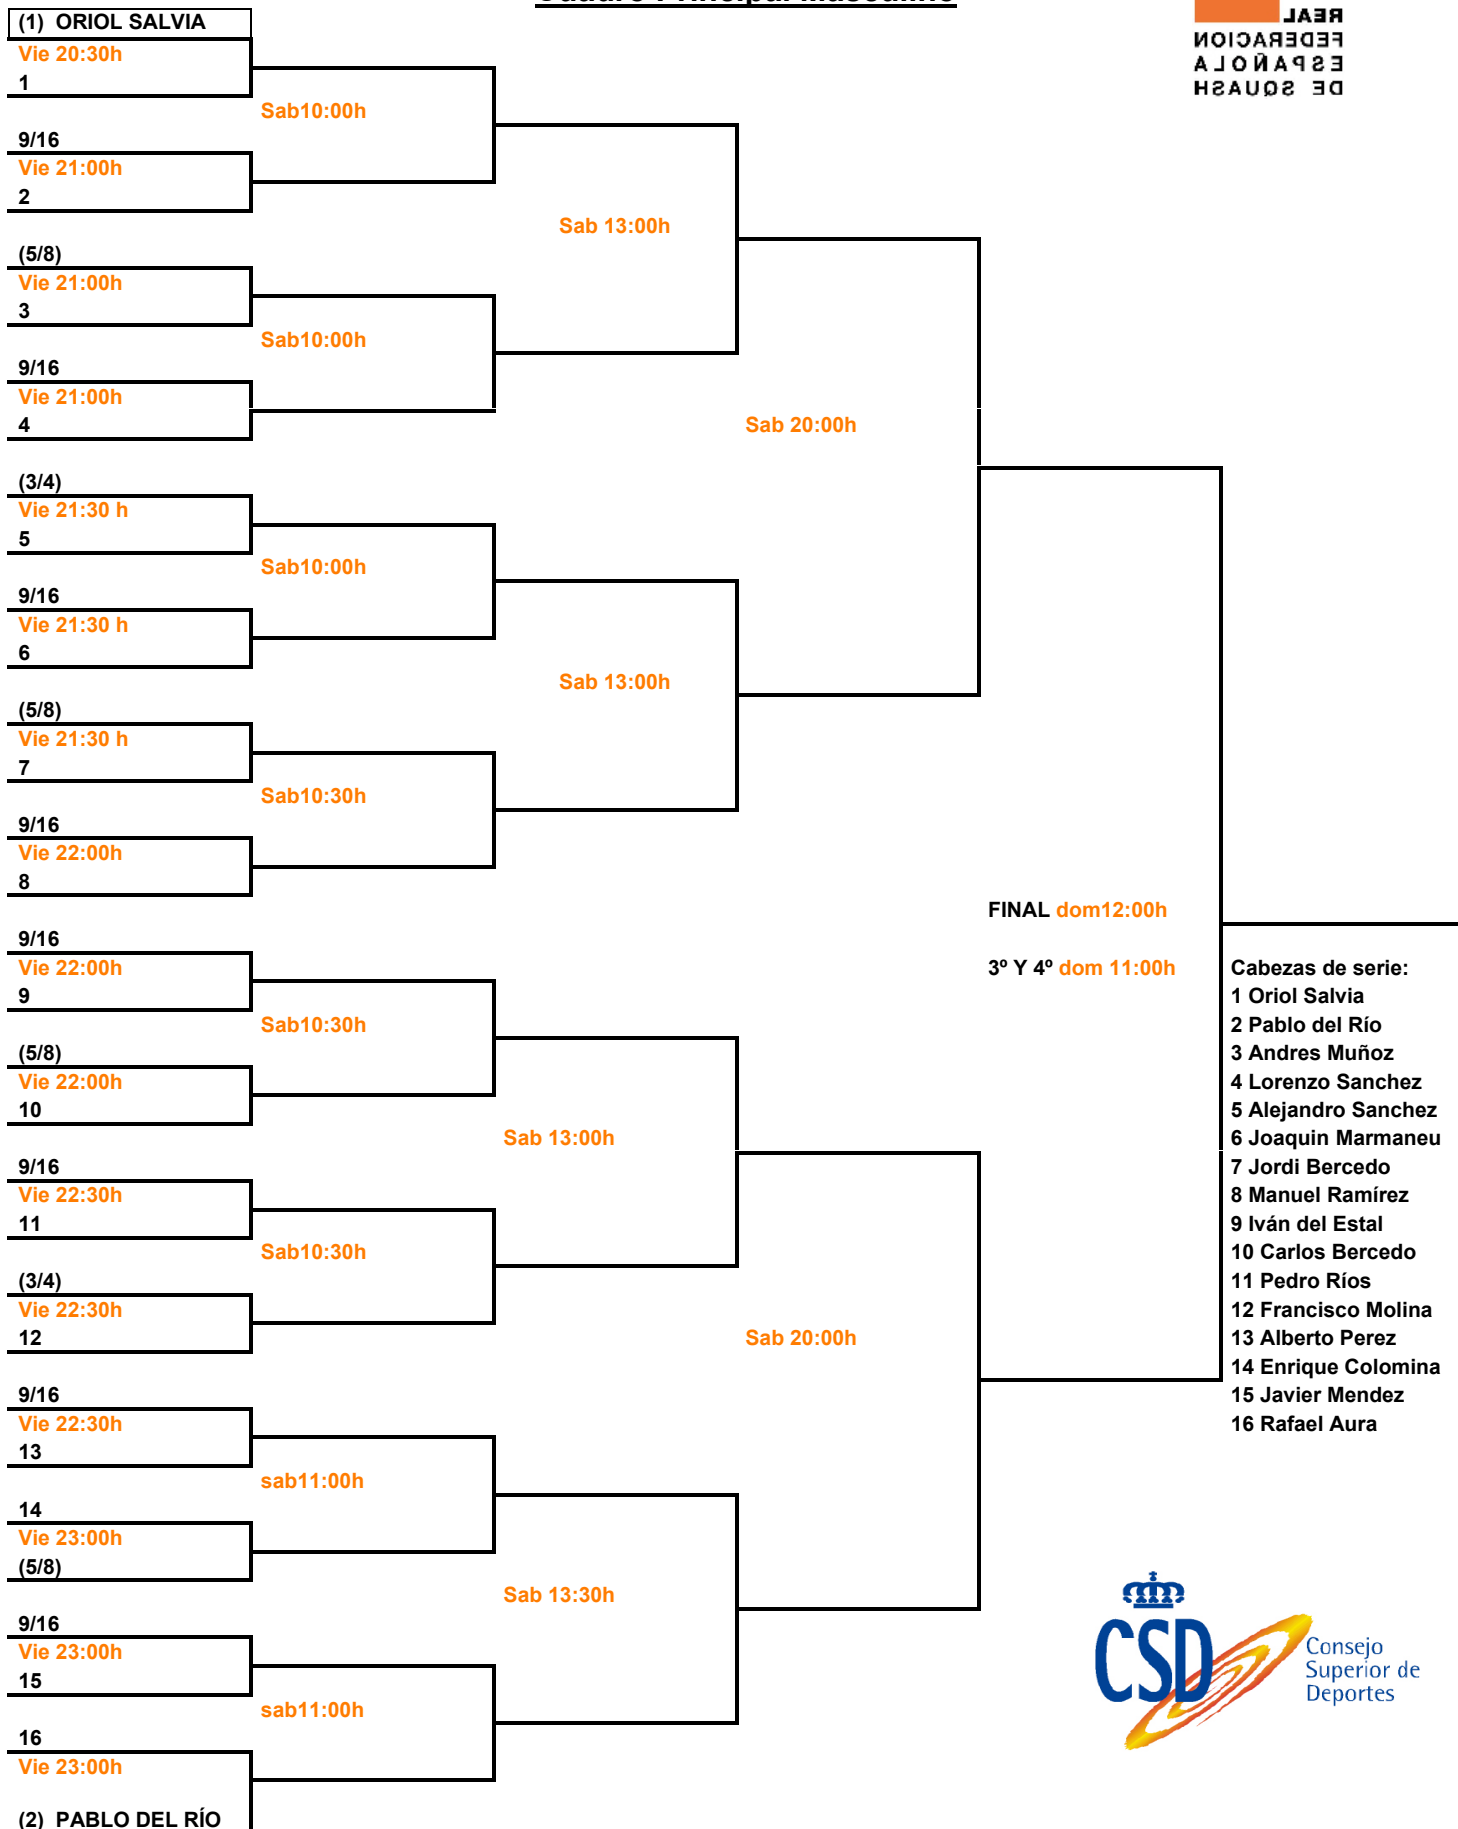 Cuadro Principal Masculino
REAL
FEDERACION
ESPAÑOLA
DE SQUASH
(1) ORIOL SALVIA
Vie 20:30h
1
Sab10:00h
9/16
Vie 21:00h
2
Sab 13:00h
(5/8)
Vie 21:00h
3
Sab10:00h
9/16
Vie 21:00h
4
Sab 20:00h
(3/4)
Vie 21:30 h
5
Sab10:00h
9/16
Vie 21:30 h
6
Sab 13:00h
(5/8)
Vie 21:30 h
7
Sab10:30h
9/16
Vie 22:00h
8
FINAL dom12:00h
3º Y 4º dom 11:00h
9/16
Vie 22:00h
9
Sab10:30h
(5/8)
Vie 22:00h
10
Sab 13:00h
9/16
Vie 22:30h
11
Sab10:30h
(3/4)
Vie 22:30h
12
Sab 20:00h
9/16
Vie 22:30h
13
sab11:00h
14
Vie 23:00h
(5/8)
Sab 13:30h
9/16
Vie 23:00h
15
sab11:00h
16
Vie 23:00h
(2) PABLO DEL RÍO
Cabezas de serie:
1 Oriol Salvia
2 Pablo del Río
3 Andres Muñoz
4 Lorenzo Sanchez
5 Alejandro Sanchez
6 Joaquin Marmaneu
7 Jordi Bercedo
8 Manuel Ramírez
9 Iván del Estal
10 Carlos Bercedo
11 Pedro Ríos
12 Francisco Molina
13 Alberto Perez
14 Enrique Colomina
15 Javier Mendez
16 Rafael Aura
CSD
Consejo
Superior de
Deportes